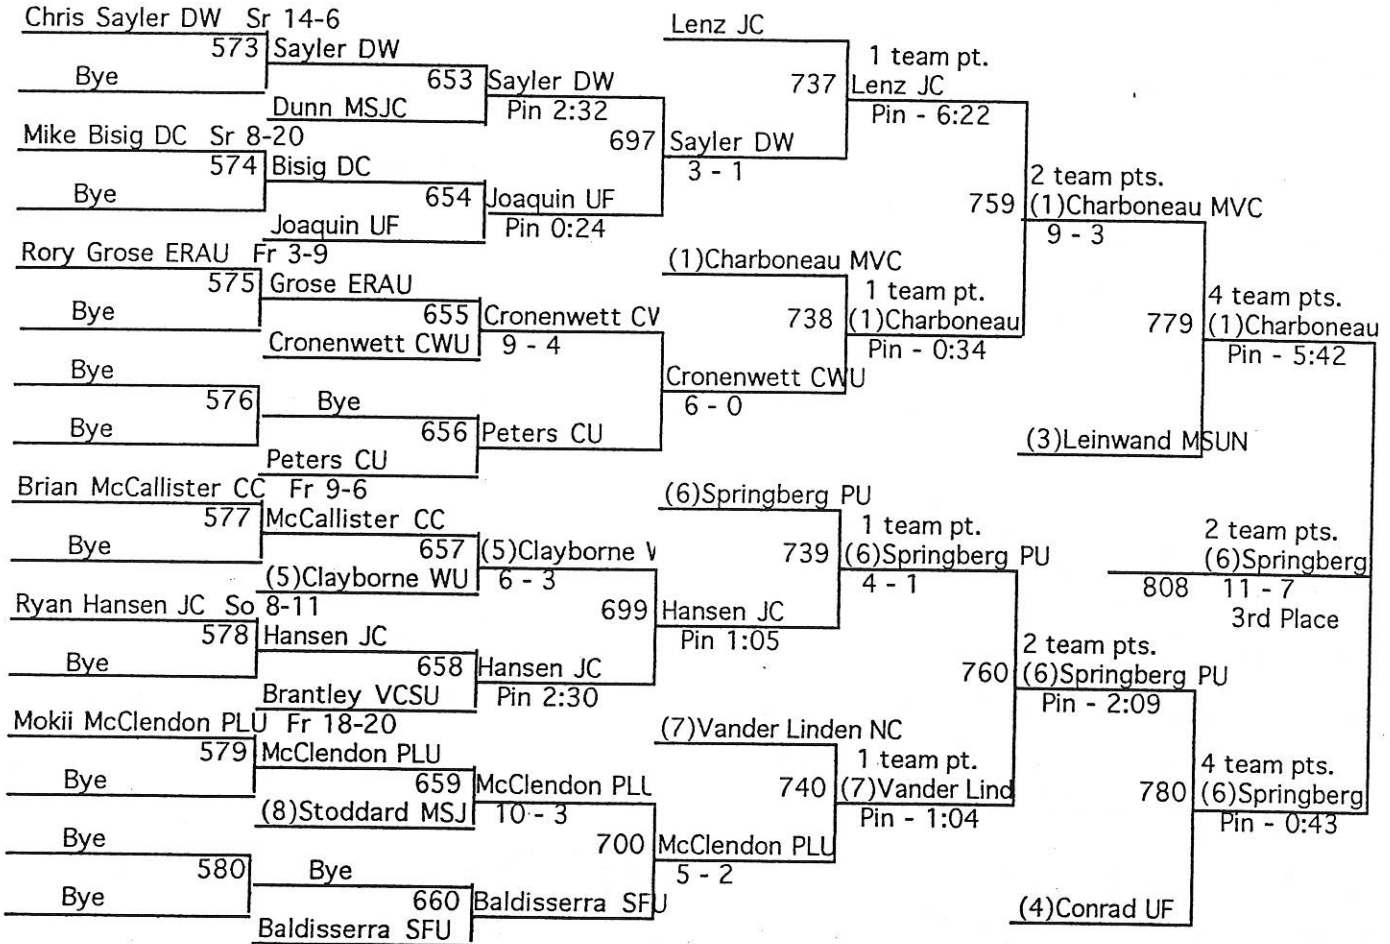 Chris Sayler DW Sr 14-6
573
Bye
Sayler DW
653
Dunn MSJC
Sayler DW
Pin 2:32
Mike Bisig DC Sr 8-20
574
Bye
Bisig DC
654
Joaquin UF
Joaquin UF
Pin 0:24
697
Sayler DW
3 - 1
Lenz JC
737
1 team pt.
Lenz JC
Pin - 6:22
Rory Grose ERAU Fr 3-9
575
Bye
Grose ERAU
655
Cronenwett CWU
Cronenwett CW
9 - 4
Bye
576
Bye
Bye
656
Peters CU
Peters CU
Cronenwett CWU
6 - 0
(1)Charboneau MVC
738
1 team pt.
(1)Charboneau
Pin - 0:34
759
2 team pts.
(1)Charboneau MVC
9 - 3
779
(3)Leinwand MSUN
4 team pts.
(1)Charboneau
Pin - 5:42
Brian McCallister CC Fr 9-6
577
Bye
McCallister CC
657
(5)Clayborne WU
(5)Clayborne W
6 - 3
Ryan Hansen JC So 8-11
578
Bye
Hansen JC
658
Brantley VCSU
Hansen JC
Pin 2:30
699
Hansen JC
Pin 1:05
(6)Springberg PU
739
1 team pt.
(6)Springberg PU
4 - 1
2 team pts.
(6)Springberg
808
11 - 7
3rd Place
Mokii McClendon PLU Fr 18-20
579
Bye
McClendon PLU
659
(8)Stoddard MSJ
McClendon PLU
10 - 3
Bye
580
Bye
Bye
660
Baldisserra SFU
Baldisserra SFU
700
McClendon PLU
5 - 2
(7)Vander Linden NC
740
1 team pt.
(7)Vander Lind
Pin - 1:04
760
2 team pts.
(6)Springberg PU
Pin - 2:09
780
(4)Conrad UF
4 team pts.
(6)Springberg
Pin - 0:43